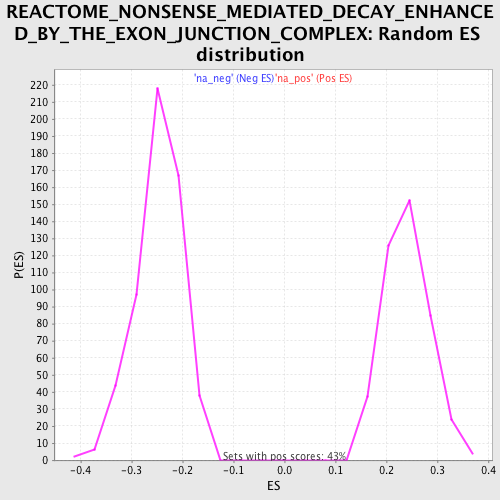 REACTOME_NONSENSE_MEDIATED_DECAY_ENHANCE
D_BY_THE_EXON_JUNCTION_COMPLEX: Random ES
distribution
'na_neg' (Neg ES) 'na_pos' (Pos ES)
220
210
200
190
180
170
160
150
140
130
120
110
100
90
80
70
60
50
40
30
20
10
0
P(ES)
Sets with pos scores: 43%
-0.4 -0.3 -0.2 -0.1 0.0 0.1 0.2 0.3 0.4
ES